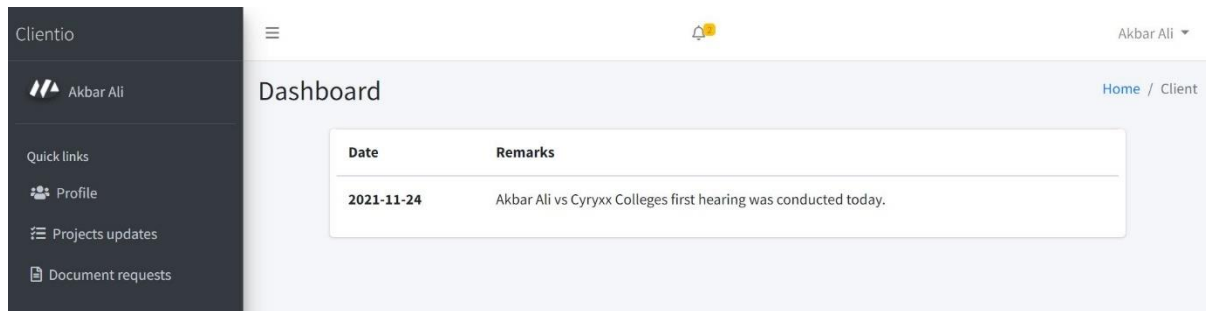 Clientio
2
Akbar Ali
Akbar Ali
Dashboard
Home / Client
Quick links
Profile
Projects updates
Document requests
Date Remarks
2021-11-24 Akbar Ali vs Cyryxx Colleges first hearing was conducted today.